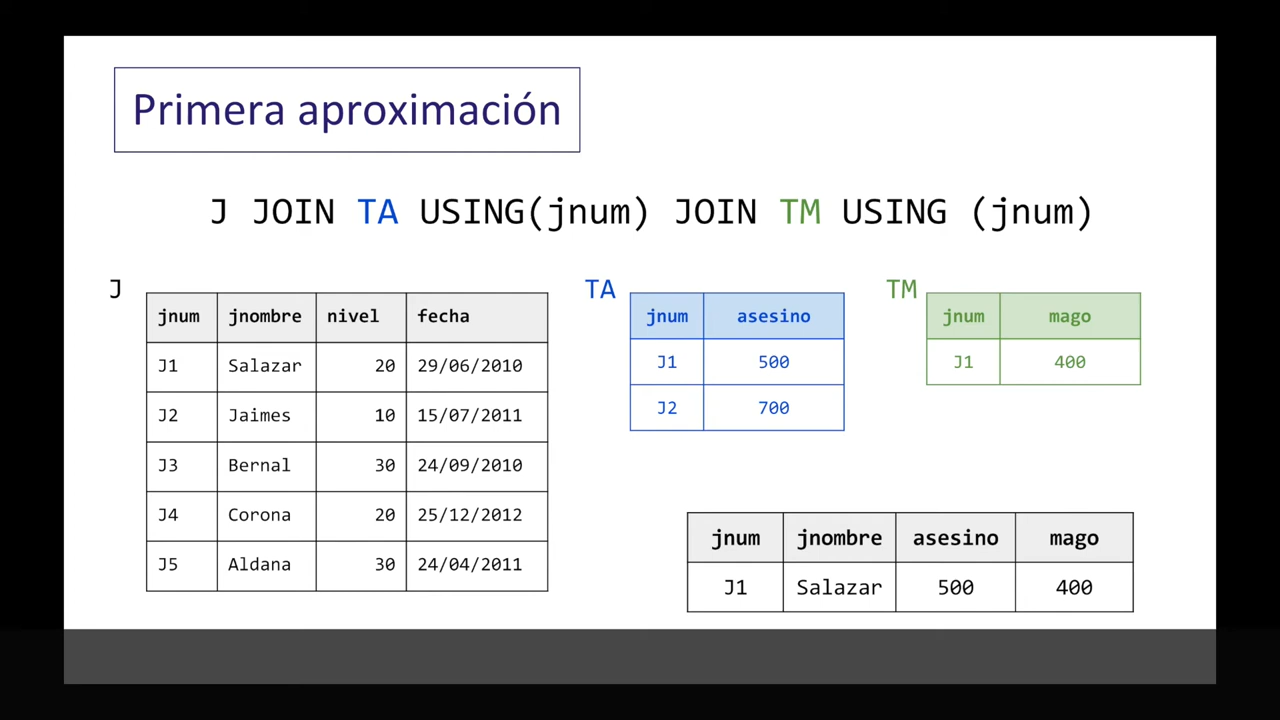 Primera aproximación
J JOIN TA USING(jnum) JOIN TM USING (jnum)
J
jnum jnombre nivel fecha
J1 Salazar 20 29/06/2010
J2 Jaimes 10 15/07/2011
J3 Bernal 30 24/09/2010
J4 Corona 20 25/12/2012
J5 Aldana 30 24/04/2011
TA
jnum asesino
J1 500
J2 700
TM
jnum mago
J1 400
jnum jnombre asesino mago
J1 Salazar 500 400